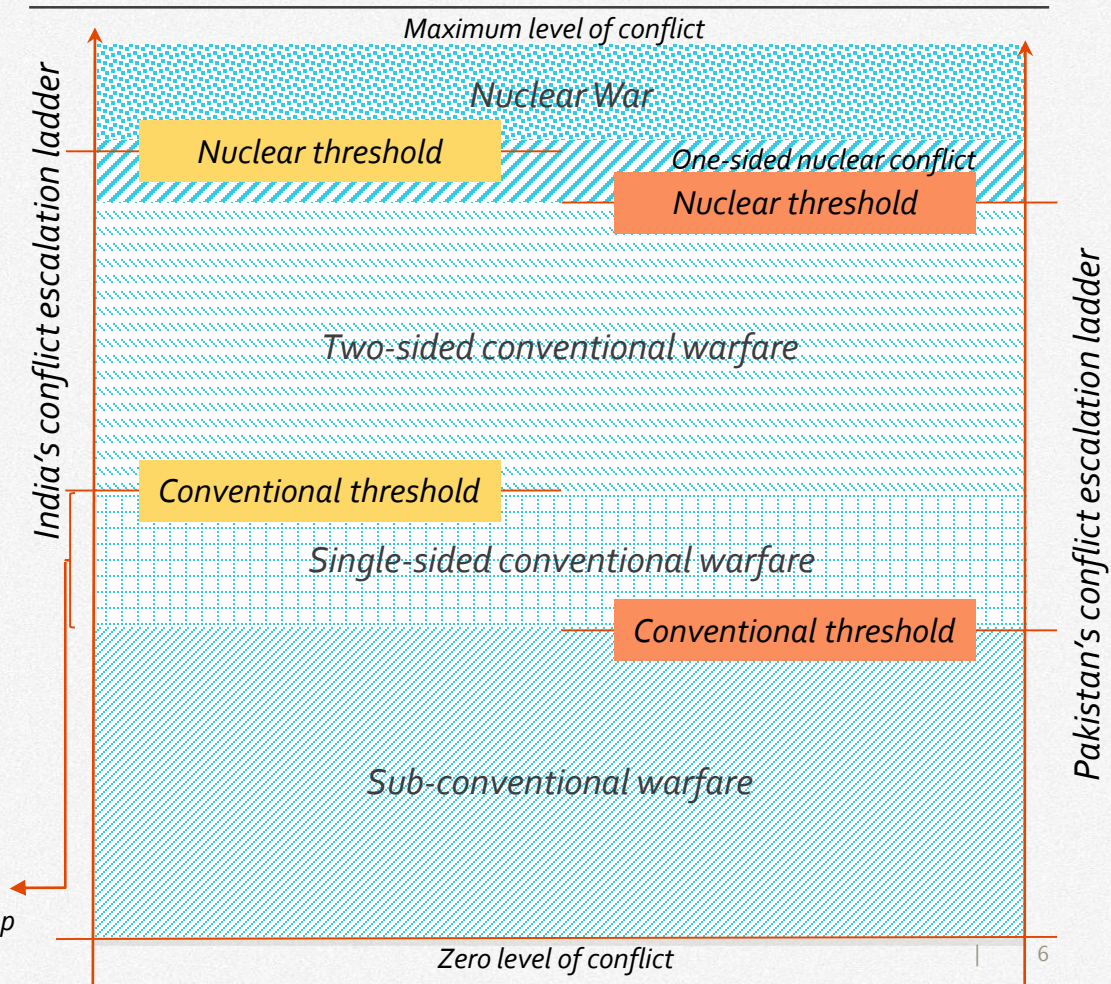 Maximum level of conflict
India's conflict escalation ladder
Nuclear War
Nuclear threshold
One-sided nuclear conflict
Nuclear threshold
Two-sided conventional warfare
Pakistan's conflict escalation ladder
Conventional threshold
Single-sided conventional warfare
Conventional threshold
Sub-conventional warfare
p
Zero level of conflict
| 6